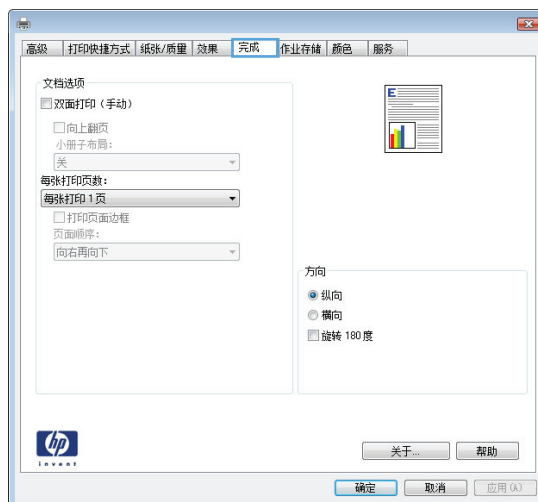 高级 打印快捷方式 纸张/质量 效果 完成 作业存储 颜色 服务
文档选项
双面打印（手动）
向上翻页
小册子布局：
关
每张打印页数：
每张打印 1 页
打印页面边框
页面顺序：
向右再向下
E
方向
纵向
横向
旋转 180 度
hp
invent
关于... 帮助
确定 取消 应用 (A)